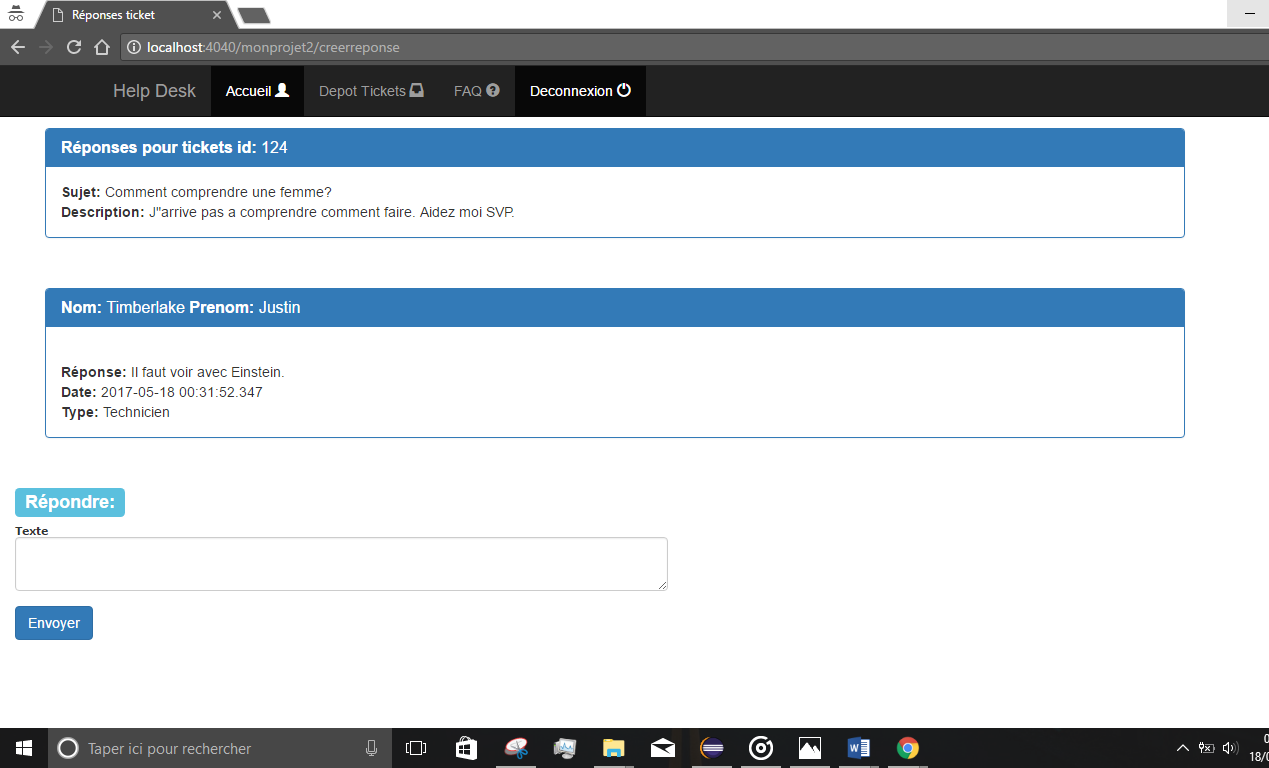 Réponses ticket
localhost:4040/monprojet2/creerreponse
Help Desk Accueil Depot Tickets FAQ Deconnexion
Réponses pour tickets id: 124
Sujet: Comment comprendre une femme?
Description: J"arrive pas a comprendre comment faire. Aidez moi SVP.
Nom: Timberlake Prenom: Justin
Réponse: Il faut voir avec Einstein.
Date: 2017-05-18 00:31:52.347
Type: Technicien
Répondre:
Texte
Envoyer
Taper ici pour rechercher